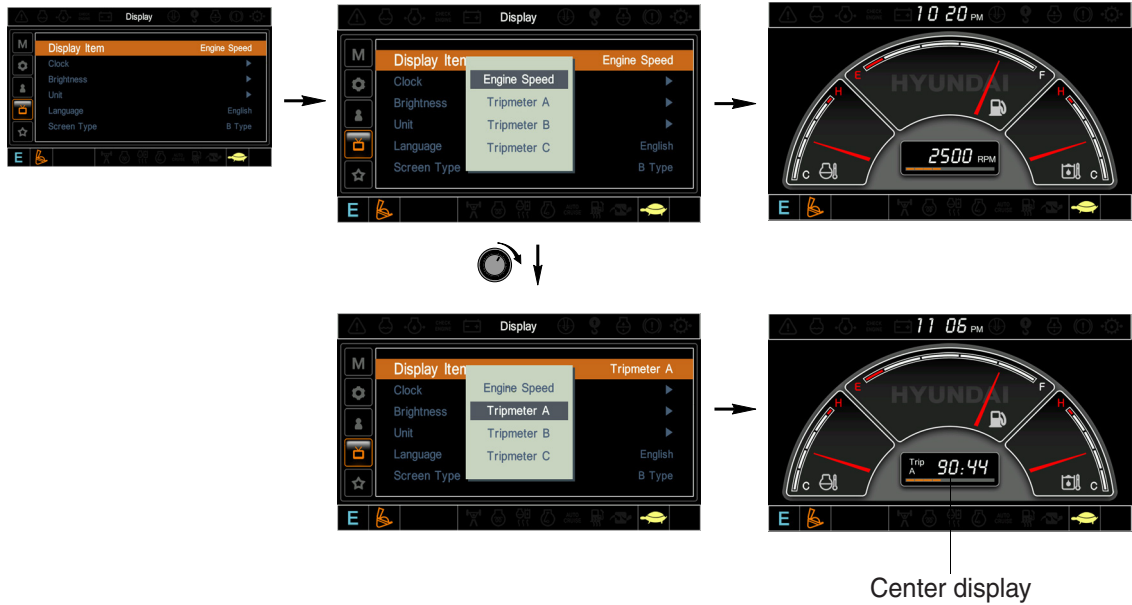 Display
M
Display Item Engine Speed
Clock
Brightness
Unit
Language English
Screen Type B Type
E
Display
M
Display Item Engine Speed
Clock
Brightness
Unit
Language English
Screen Type B Type
Engine Speed
Tripmeter A
Tripmeter B
Tripmeter C
E
10 20 PM
HYUNDAI
E F
H H
C C
2500 RPM
E
Display
M
Display Item Tripmeter A
Clock
Brightness
Unit
Language English
Screen Type B Type
Engine Speed
Tripmeter A
Tripmeter B
Tripmeter C
E
11 06 PM
HYUNDAI
E F
H H
C C
Trip
A 90:44
E
Center display